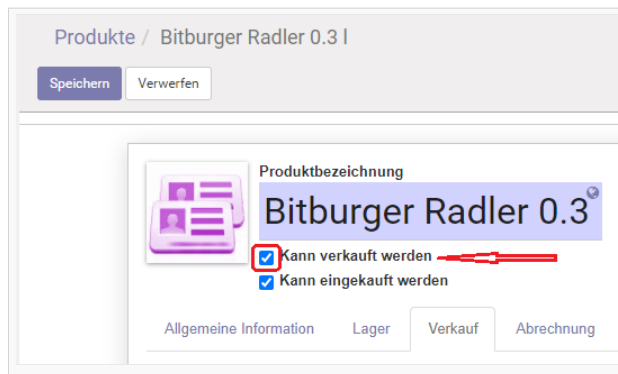 Produkte / Bitburger Radler 0.3 l
Speichern Verwerfen
Produktbezeichnung
Bitburger Radler 0.3
Kann verkauft werden
Kann eingekauft werden
Allgemeine Information Lager Verkauf Abrechnung